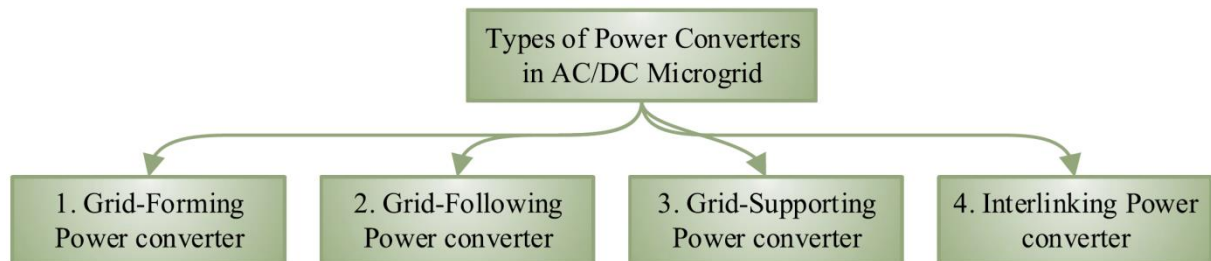 Types of Power Converters
in AC/DC Microgrid
1. Grid-Forming
Power converter
2. Grid-Following
Power converter
3. Grid-Supporting
Power converter
4. Interlinking Power
converter